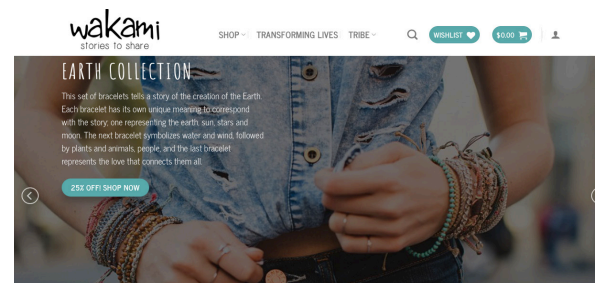 wakami
stories to share
SHOP TRANSFORMING LIVES TRIBE WISHLIST $0.00
EARTH COLLECTION
This set of bracelets tells a story of the creation of the Earth.
Each bracelet has its own unique meaning to correspond
with the story; one representing the earth, sun, stars and
moon. The next bracelet symbolizes water and wind, followed
by plants and animals, people, and the last bracelet
represents the love that connects them all.
25% OFF! SHOP NOW